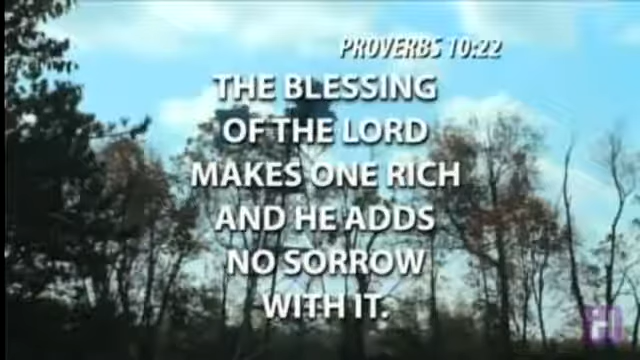 PROVERBS 10:22
THE BLESSING
OF THE LORD
MAKES ONE RICH
AND HE ADDS
NO SORROW
WITH IT.